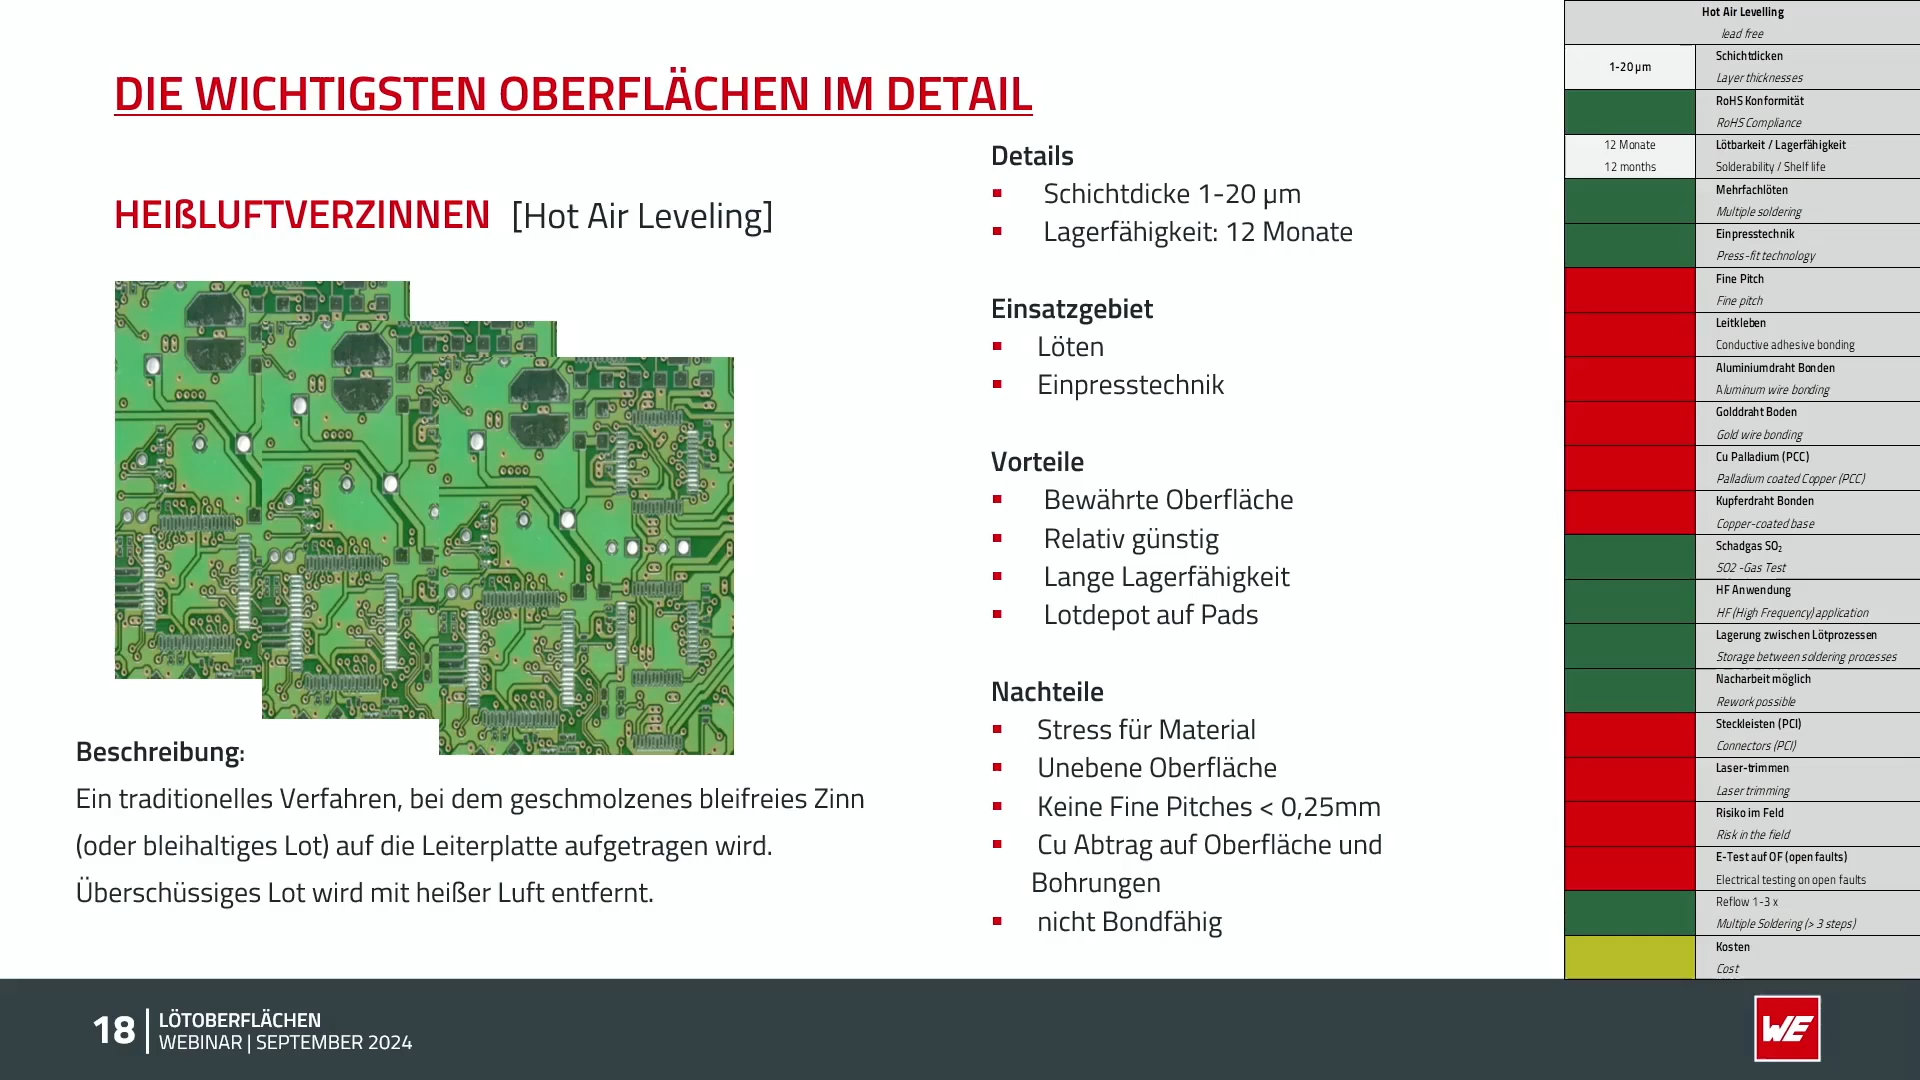 DIE WICHTIGSTEN OBERFLÄCHEN IM DETAIL
HEIßLUFTVERZINNEN [Hot Air Leveling]
Beschreibung:
Ein traditionelles Verfahren, bei dem geschmolzenes bleifreies Zinn
(oder bleihaltiges Lot) auf die Leiterplatte aufgetragen wird.
Überschüssiges Lot wird mit heißer Luft entfernt.
Details
▪ Schichtdicke 1-20 µm
▪ Lagerfähigkeit: 12 Monate
Einsatzgebiet
▪ Löten
▪ Einpresstechnik
Vorteile
▪ Bewährte Oberfläche
▪ Relativ günstig
▪ Lange Lagerfähigkeit
▪ Lotdepot auf Pads
Nachteile
▪ Stress für Material
▪ Unebene Oberfläche
▪ Keine Fine Pitches < 0,25mm
▪ Cu Abtrag auf Oberfläche und
Bohrungen
▪ nicht Bondfähig
Hot Air Levelling
lead free
1-20 µm
Schichtdicken
Layer thicknesses
RoHS Konformität
RoHS Compliance
12 Monate
12 months
Lötbarkeit / Lagerfähigkeit
Solderability / Shelf life
Mehrfachlöten
Multiple soldering
Einpresstechnik
Press-fit technology
Fine Pitch
Fine pitch
Leitkleben
Conductive adhesive bonding
Aluminiumdraht Bonden
Aluminum wire bonding
Golddraht Boden
Gold wire bonding
Cu Palladium (PCC)
Palladium coated Copper (PCC)
Kupferdraht Bonden
Copper-coated base
Schadgas SO₂
SO2 -Gas Test
HF Anwendung
HF (High Frequency) application
Lagerung zwischen Lötprozessen
Storage between soldering processes
Nacharbeit möglich
Rework possible
Steckleisten (PCI)
Connectors (PCI)
Laser-trimmen
Laser trimming
Risiko im Feld
Risk in the field
E-Test auf OF (open faults)
Electrical testing on open faults
Reflow 1-3 x
Multiple Soldering (> 3 steps)
Kosten
Cost
18
LÖTOBERFLÄCHEN
WEBINAR | SEPTEMBER 2024
WE